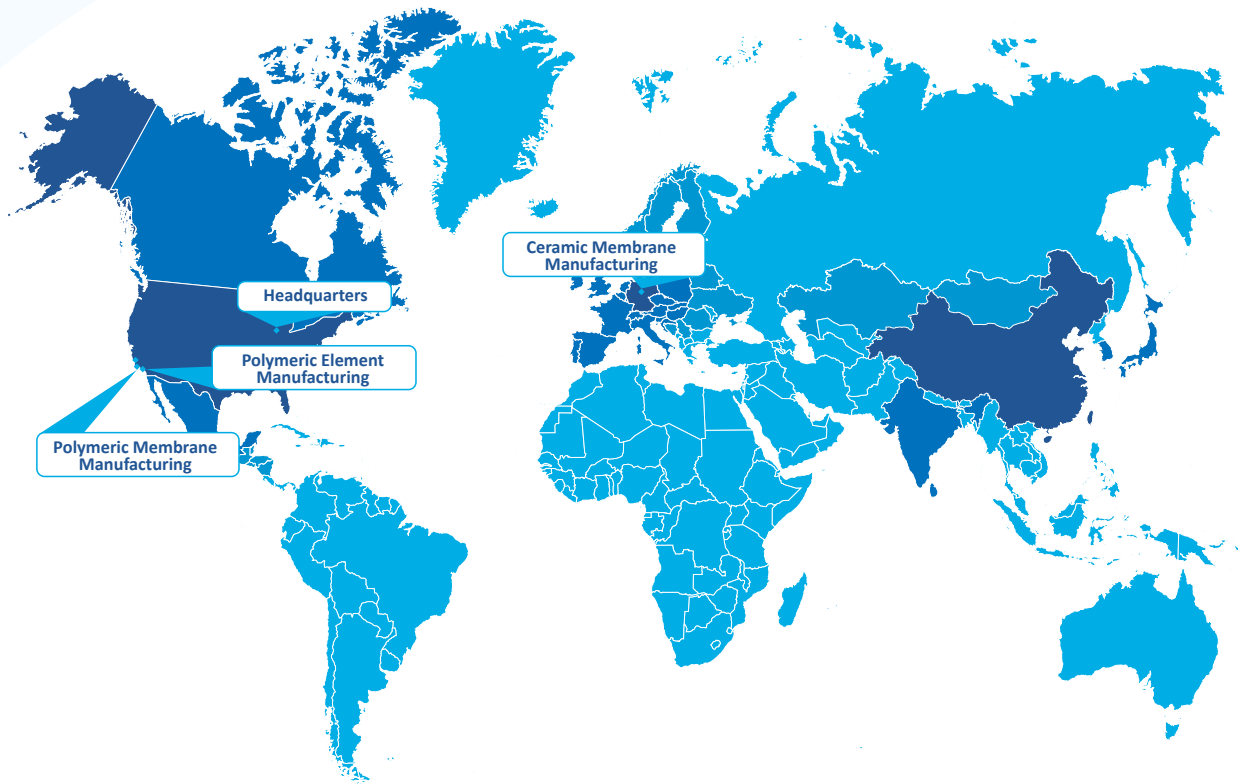 Ceramic Membrane
Manufacturing
Headquarters
Polymeric Element
Manufacturing
Polymeric Membrane
Manufacturing